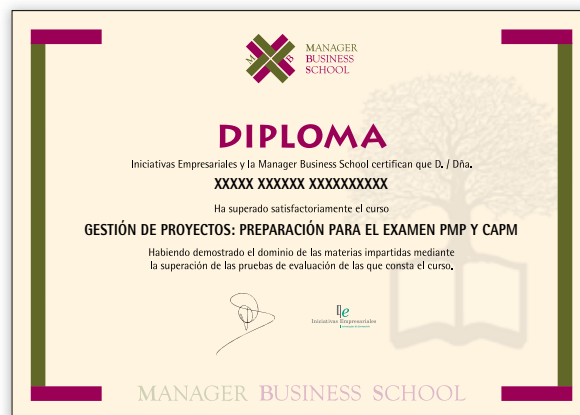 M B
MANAGER
BUSINESS
SCHOOL
DIPLOMA
Iniciativas Empresariales y la Manager Business School certifican que D. / Dña.
XXXXX XXXXXX XXXXXXXXXX
Ha superado satisfactoriamente el curso
GESTIÓN DE PROYECTOS: PREPARACIÓN PARA EL EXAMEN PMP Y CAPM
Habiendo demostrado el dominio de las materias impartidas mediante
la superación de las pruebas de evaluación de las que consta el curso.
Ie
Iniciativas Empresariales
MANAGER BUSINESS SCHOOL